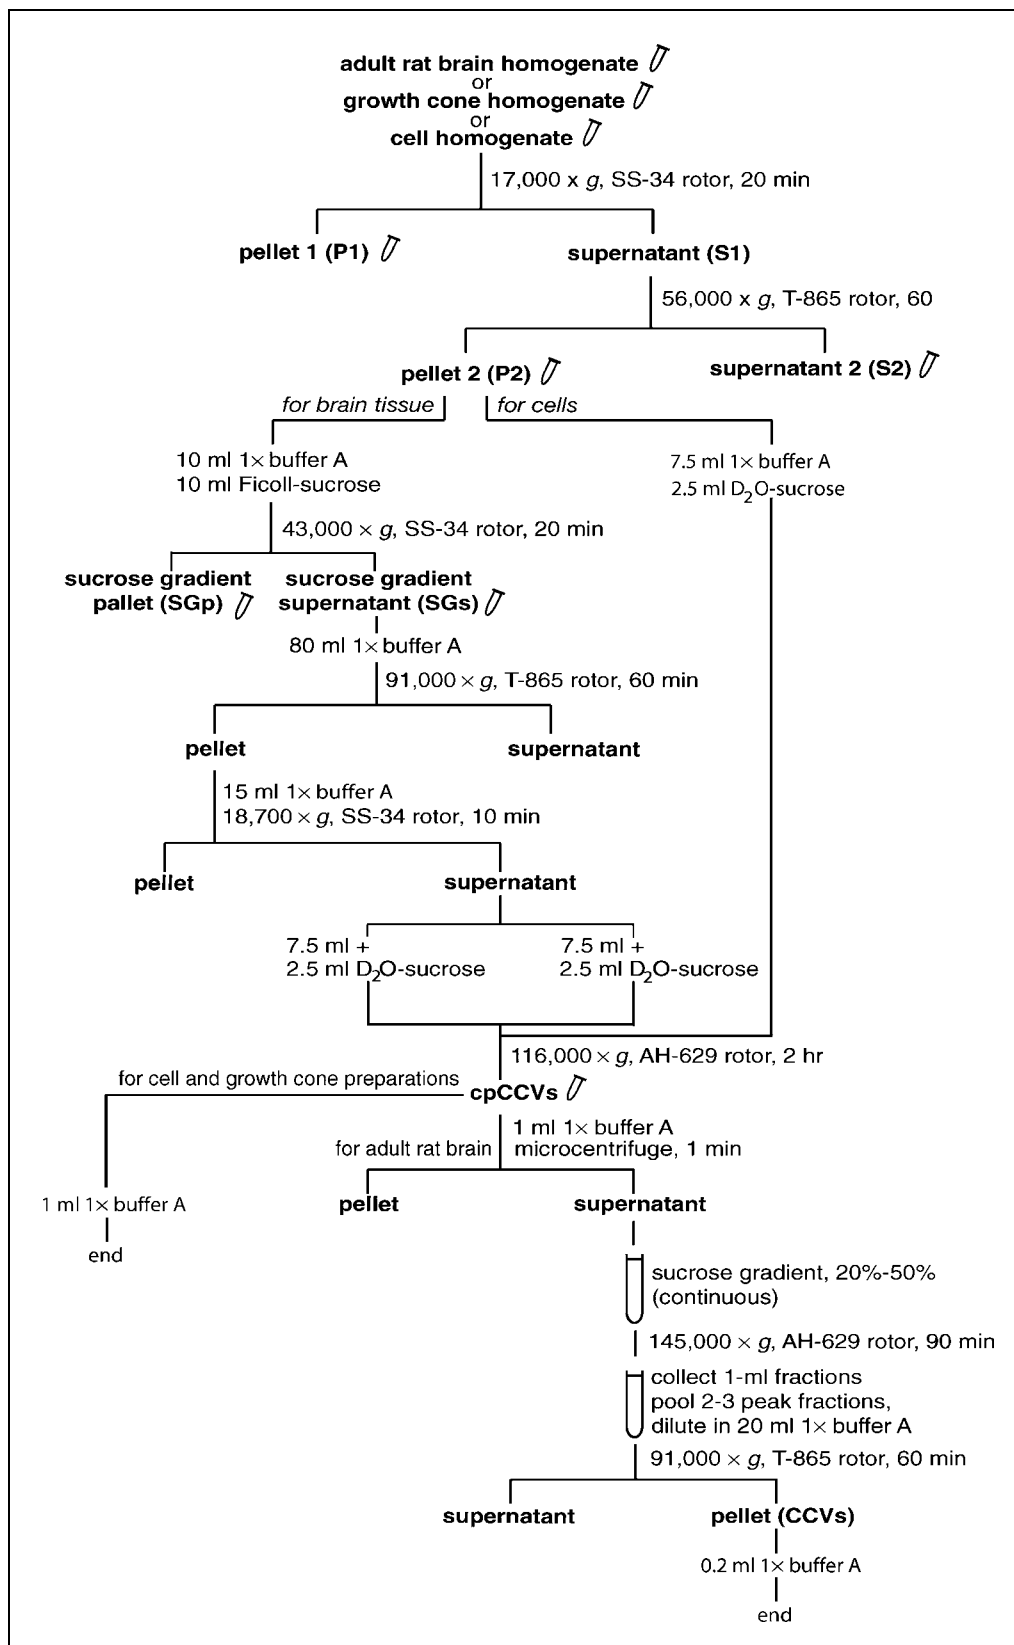 adult rat brain homogenate
or
growth cone homogenate
or
cell homogenate
17,000 x g, SS-34 rotor, 20 min
pellet 1 (P1)
supernatant (S1)
56,000 x g, T-865 rotor, 60
pellet 2 (P2)
supernatant 2 (S2)
for brain tissue
for cells
10 ml 1× buffer A
10 ml Ficoll-sucrose
7.5 ml 1× buffer A
2.5 ml D2O-sucrose
43,000 × g, SS-34 rotor, 20 min
sucrose gradient
pallet (SGp)
sucrose gradient
supernatant (SGs)
80 ml 1× buffer A
91,000 × g, T-865 rotor, 60 min
pellet
supernatant
15 ml 1× buffer A
18,700 × g, SS-34 rotor, 10 min
pellet
supernatant
7.5 ml +
2.5 ml D2O-sucrose
7.5 ml +
2.5 ml D2O-sucrose
116,000 × g, AH-629 rotor, 2 hr
for cell and growth cone preparations
cpCCVs
1 ml 1× buffer A
for adult rat brain
microcentrifuge, 1 min
1 ml 1× buffer A
end
pellet
supernatant
sucrose gradient, 20%-50%
(continuous)
145,000 × g, AH-629 rotor, 90 min
collect 1-ml fractions
pool 2-3 peak fractions,
dilute in 20 ml 1× buffer A
91,000 × g, T-865 rotor, 60 min
supernatant
pellet (CCVs)
0.2 ml 1× buffer A
end